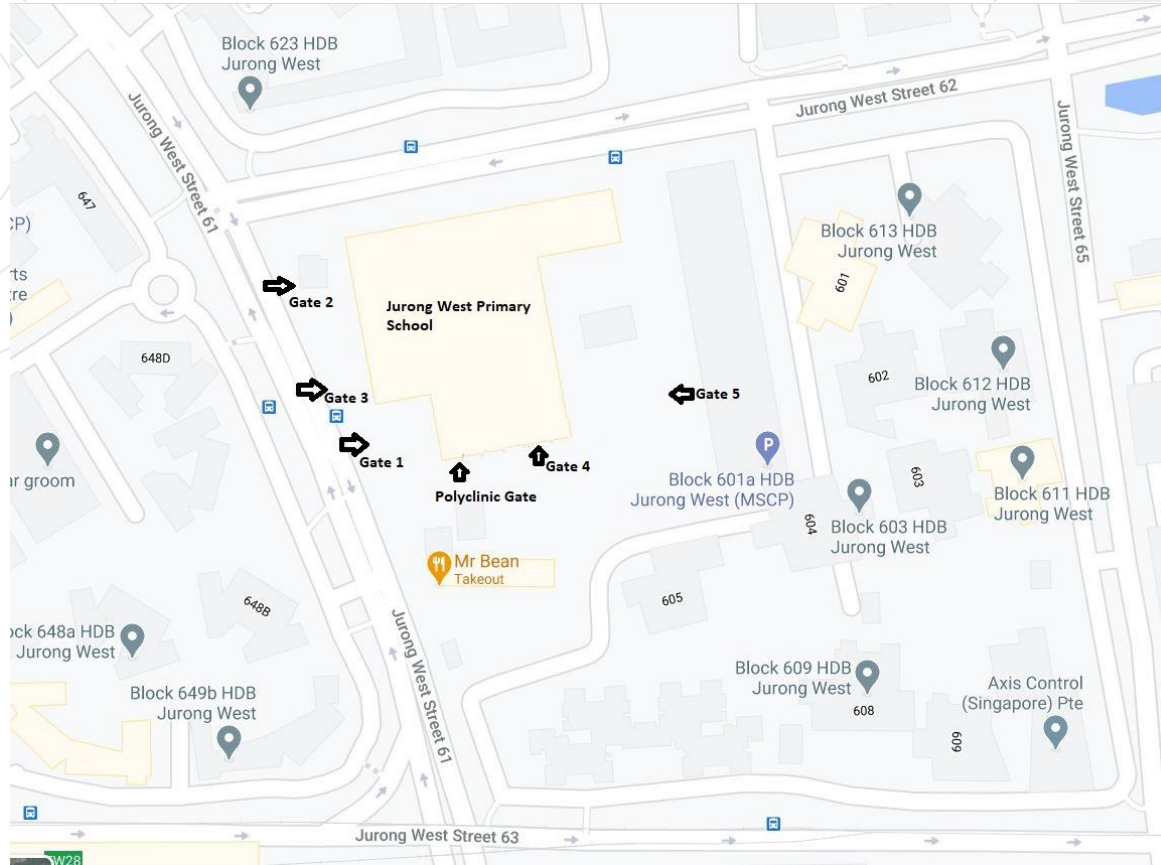 Block 623 HDB
Jurong West
Jurong West Street 62
Jurong West Street 61
Jurong West Street 65
647
CP)
rts
tre
Block 613 HDB
Jurong West
601
Gate 2
Jurong West Primary
School
648D
602
Block 612 HDB
Jurong West
Gate 3
Gate 5
Gate 1
Gate 4
P
Block 601a HDB
Jurong West (MSCP)
603
Block 611 HDB
Jurong West
ar groom
Polyclinic Gate
604
Block 603 HDB
Jurong West
Mr Bean
Takeout
605
648B
ock 648a HDB
Jurong West
Jurong West Street 61
Block 649b HDB
Jurong West
Block 609 HDB
Jurong West
608
609
Axis Control
(Singapore) Pte
Jurong West Street 63
EW28